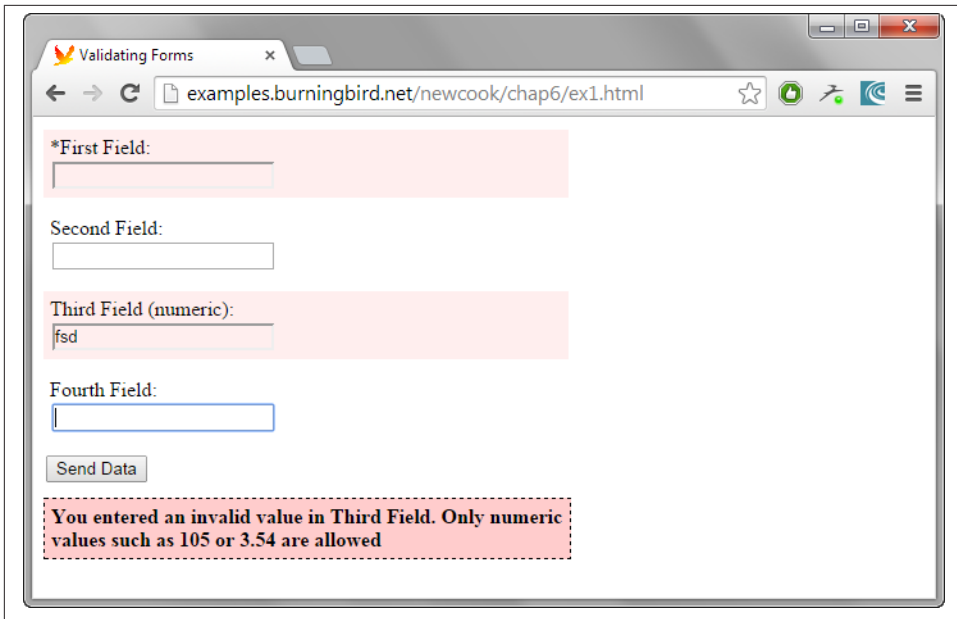 Validating Forms
examples.burningbird.net/newcook/chap6/ex1.html
*First Field:
Second Field:
Third Field (numeric):
fsd
Fourth Field:
Send Data
You entered an invalid value in Third Field. Only numeric
values such as 105 or 3.54 are allowed